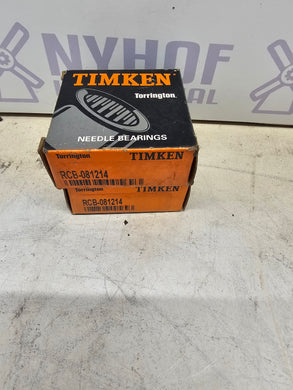 NYHOF
TIMKEN
Torrington
NEEDLE BEARINGS
Torrington TIMKEN
RCB-081214
Torrington TIMKEN
RCB-081214